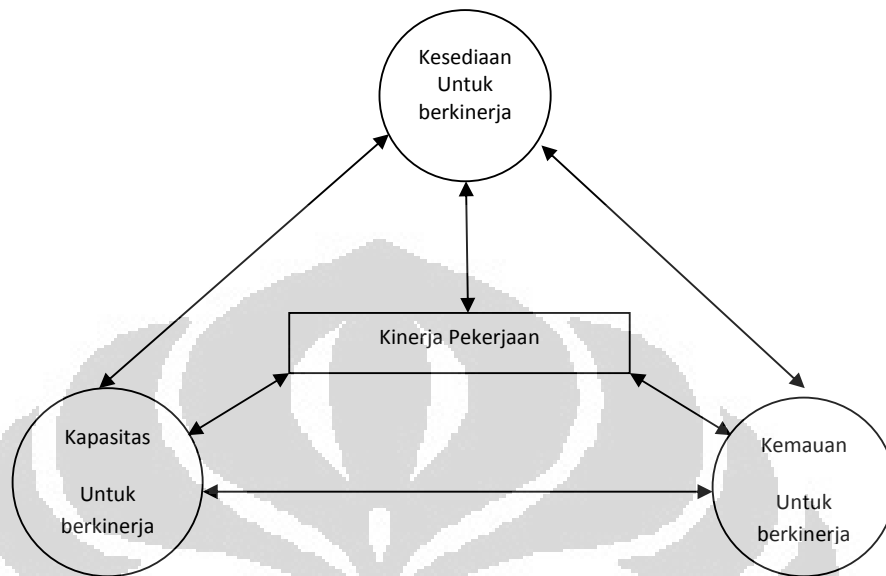 Kesediaan
Untuk
berkinerja
Kinerja Pekerjaan
Kapasitas
Untuk
berkinerja
Kemauan
Untuk
berkinerja